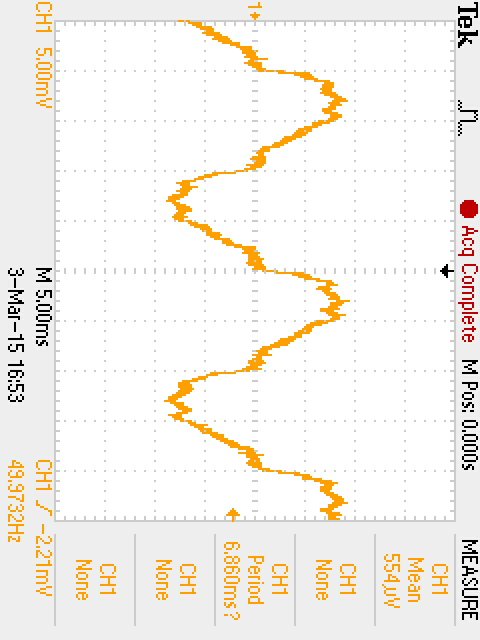 Tek
Acq Complete
M Pos: 0.000s
MEASURE
CH1
Mean
554µV
CH1
None
CH1
Period
6.860ms?
CH1
None
CH1
None
1
CH1 5.00mV
M 5.00ms
CH1 / -2.21mV
3-Mar-15 16:53
49.9732Hz